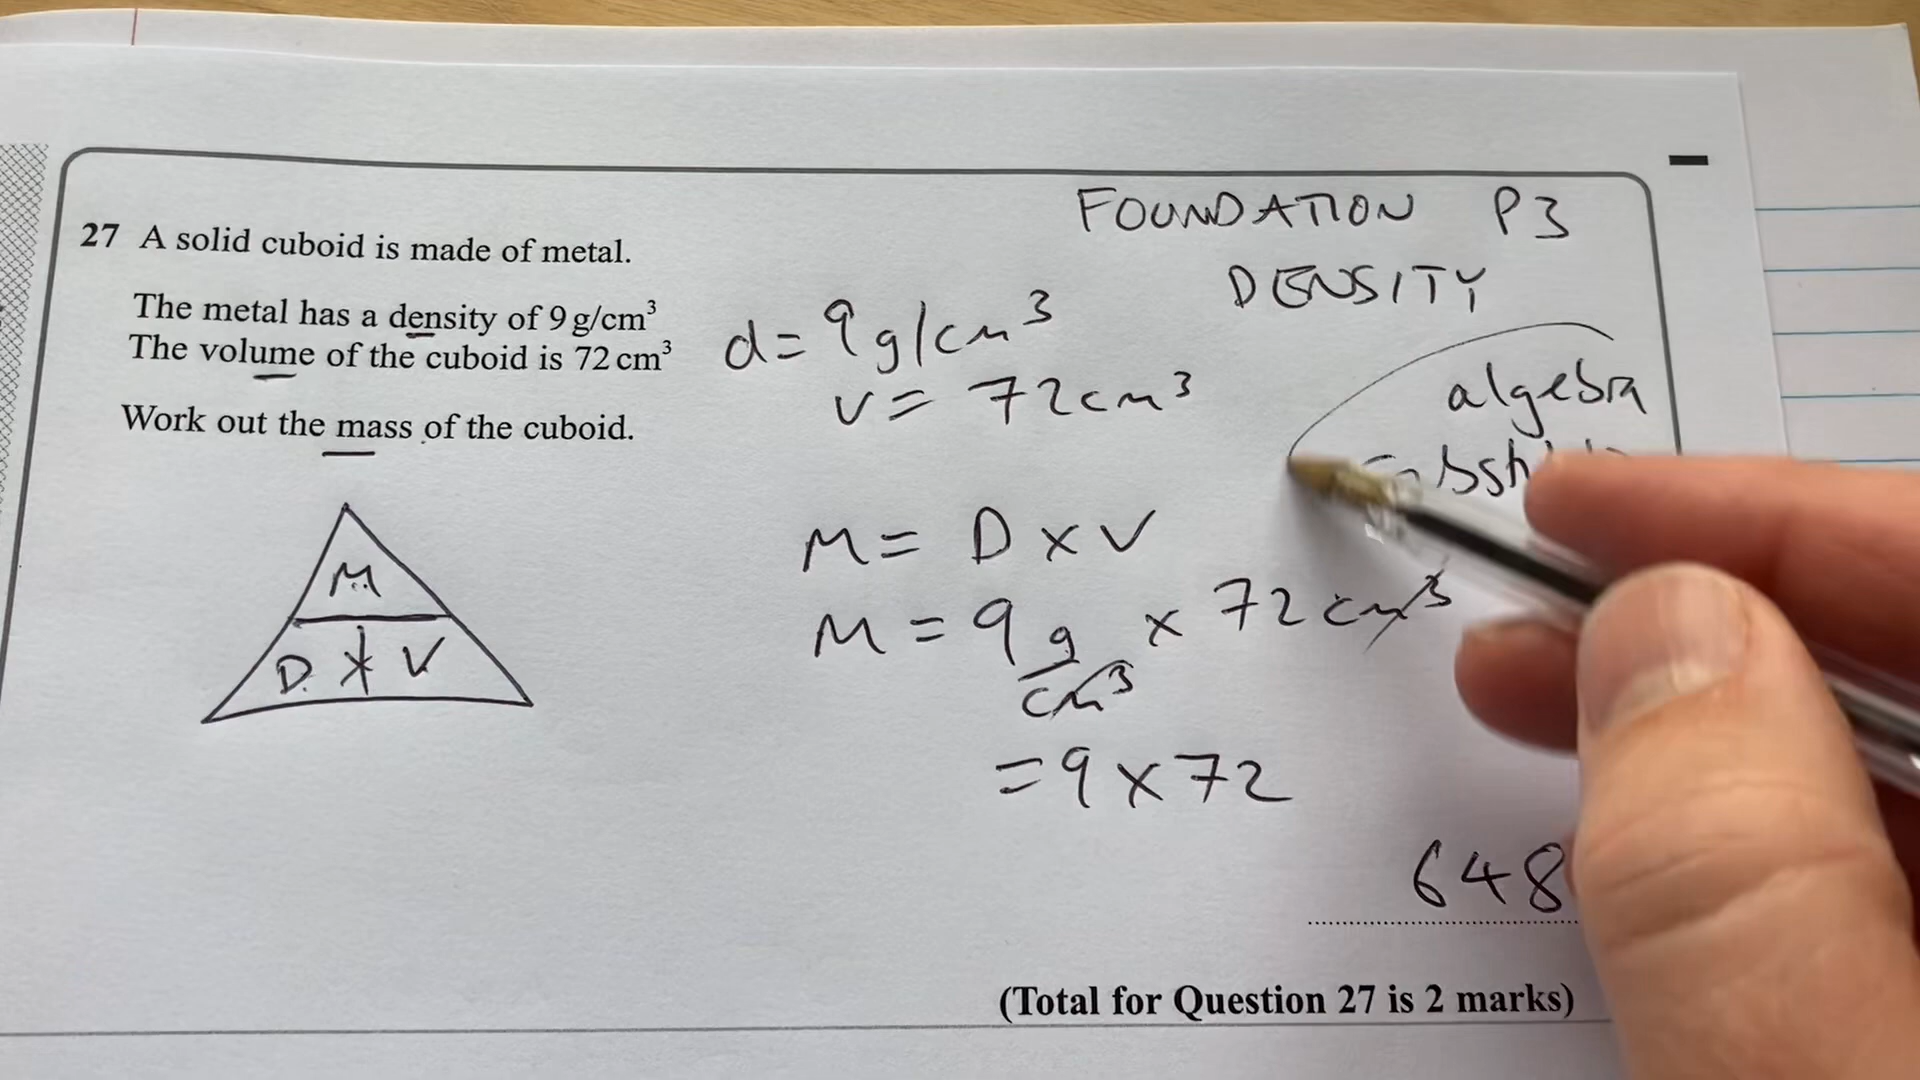 FOUNDATION P3
DENSITY
27 A solid cuboid is made of metal.
The metal has a density of 9 g/cm³
The volume of the cuboid is 72 cm³
Work out the mass of the cuboid.
d = 9 g/cm³
v = 72cm³
algebra
M
D × V
M = D × V
M = 9 g/cm³ × 72 cm³
= 9 × 72
648
(Total for Question 27 is 2 marks)